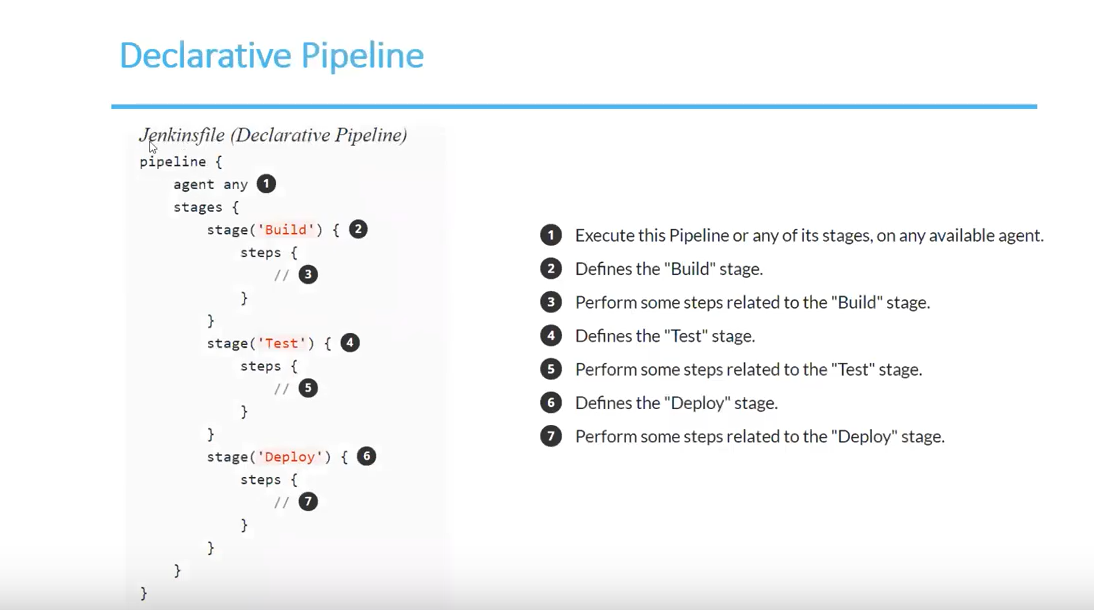 Declarative Pipeline
Jenkinsfile (Declarative Pipeline)
pipeline {
    agent any 1
    stages {
        stage('Build') { 2
            steps {
                // 3
            }
        }
        stage('Test') { 4
            steps {
                // 5
            }
        }
        stage('Deploy') { 6
            steps {
                // 7
            }
        }
    }
}
1 Execute this Pipeline or any of its stages, on any available agent.
2 Defines the "Build" stage.
3 Perform some steps related to the "Build" stage.
4 Defines the "Test" stage.
5 Perform some steps related to the "Test" stage.
6 Defines the "Deploy" stage.
7 Perform some steps related to the "Deploy" stage.